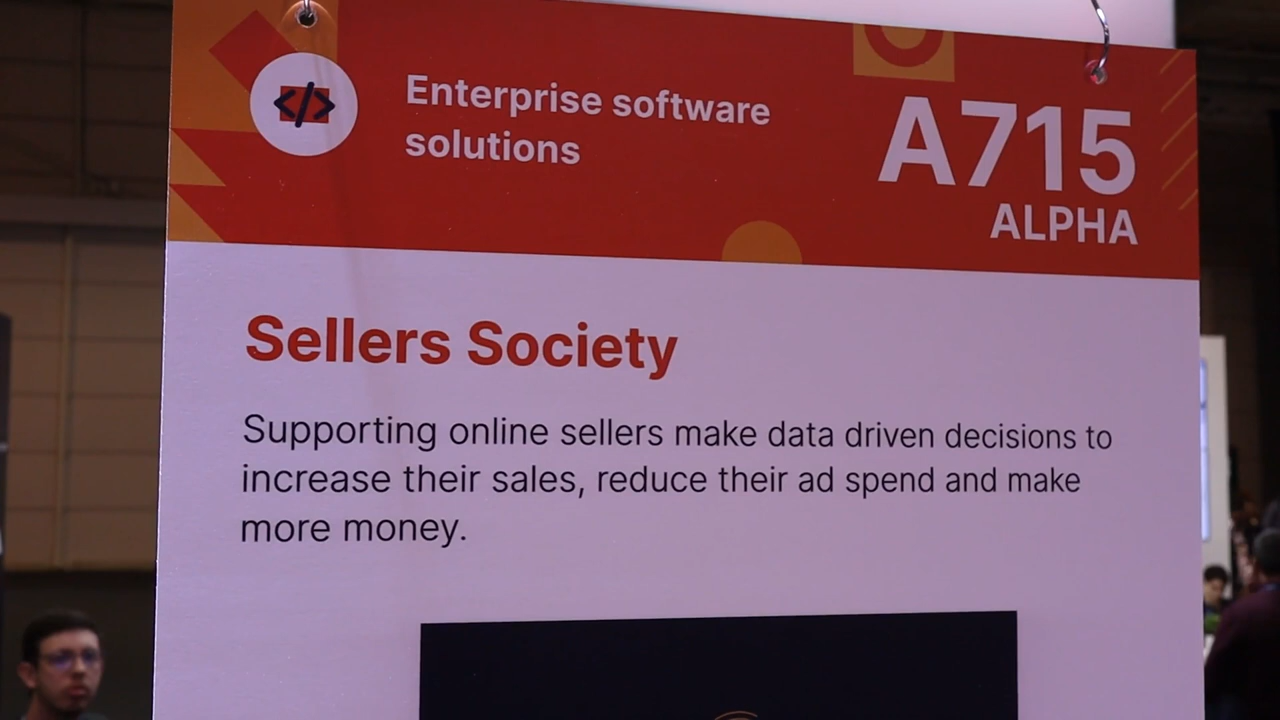 Enterprise software
solutions
A715
ALPHA
Sellers Society
Supporting online sellers make data driven decisions to
increase their sales, reduce their ad spend and make
more money.